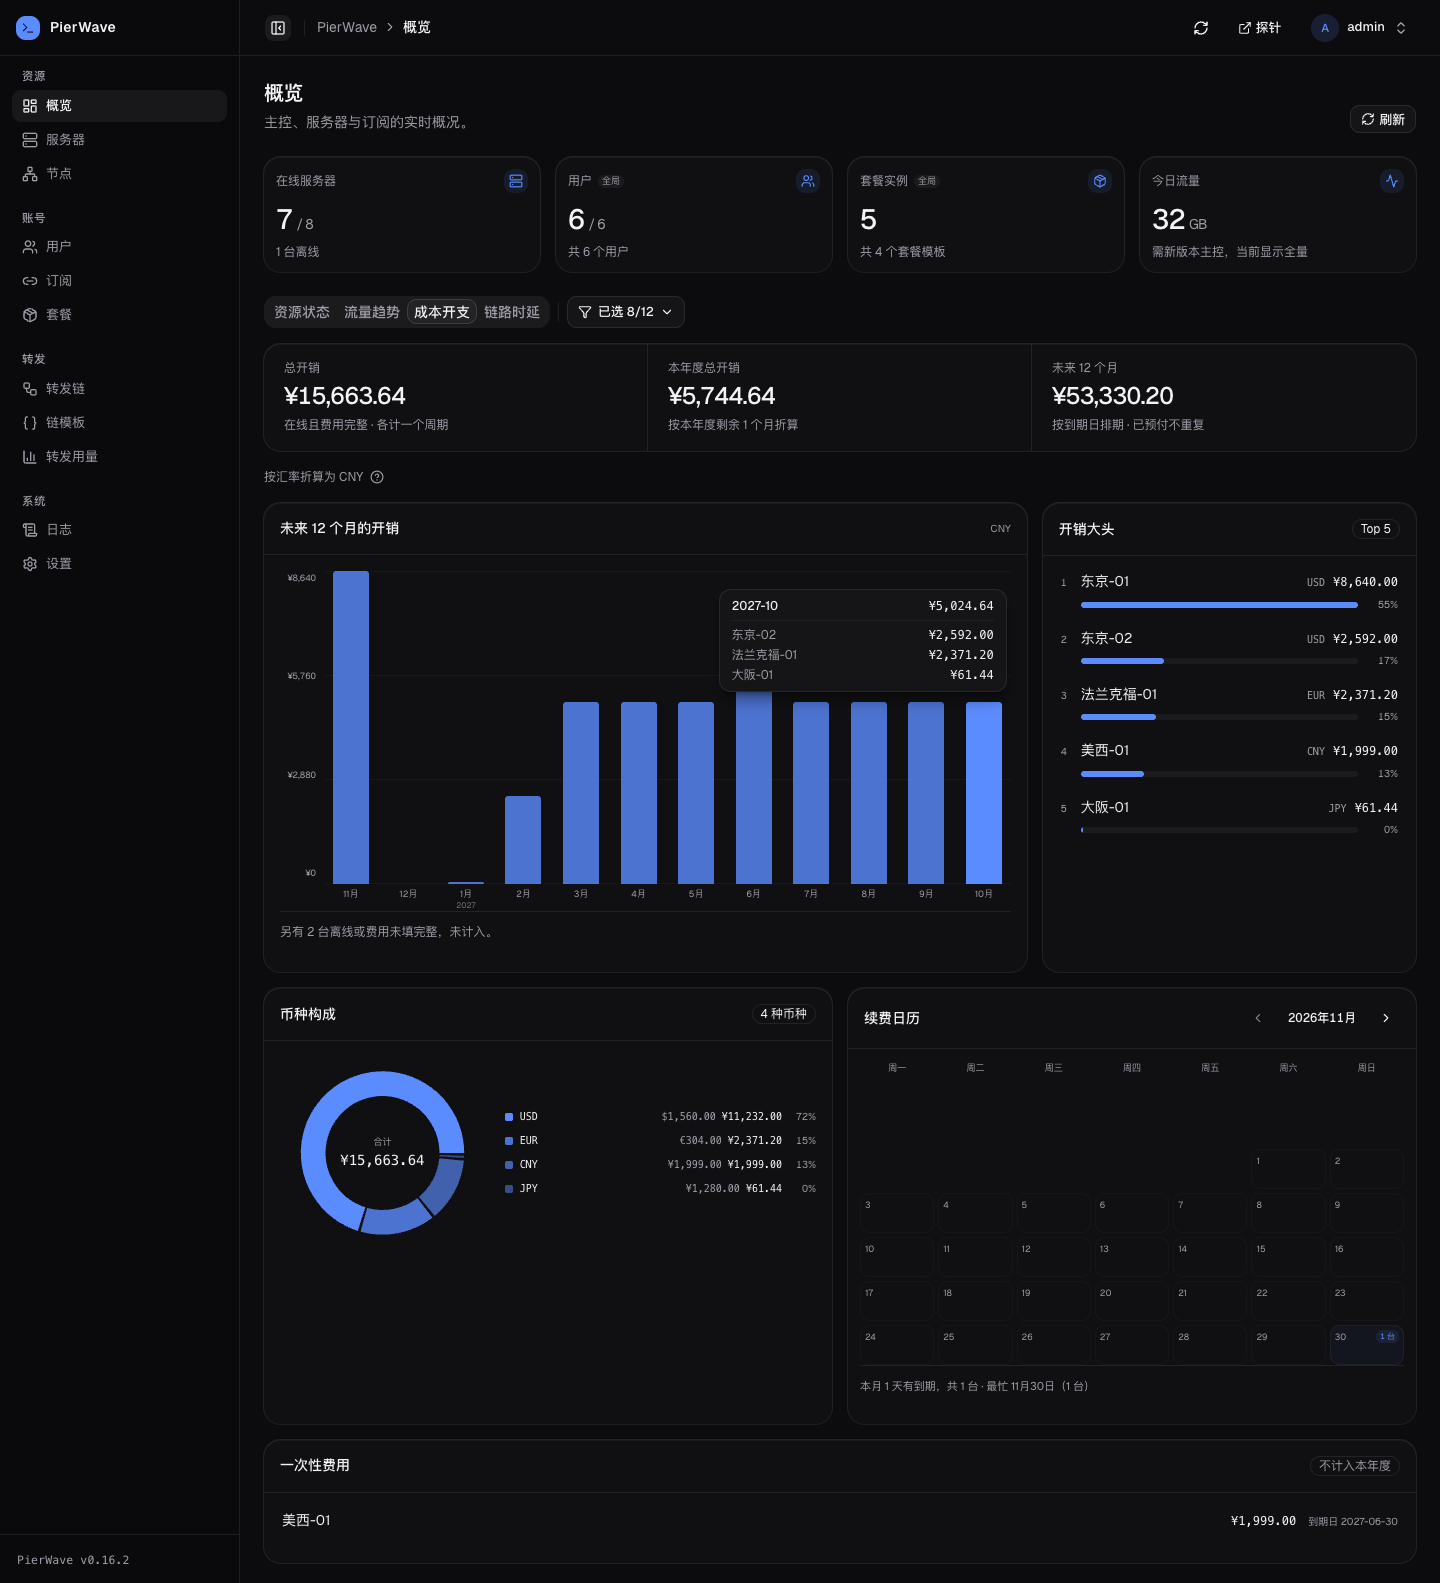 PierWave
PierWave > 概览
探针
A
admin
资源
概览
服务器
节点
账号
用户
订阅
套餐
转发
转发链
链模板
转发用量
系统
日志
设置
PierWave v0.16.2
概览
主控、服务器与订阅的实时概况。
刷新
在线服务器
7 / 8
1 台离线
用户 全局
6 / 6
共 6 个用户
套餐实例 全局
5
共 4 个套餐模板
今日流量
32 GB
需新版本主控，当前显示全量
资源状态 流量趋势 成本开支 链路时延
已选 8/12
总开销
¥15,663.64
在线且费用完整 · 各计一个周期
本年度总开销
¥5,744.64
按本年度剩余 1 个月折算
未来 12 个月
¥53,330.20
按到期日排期 · 已预付不重复
按汇率折算为 CNY
未来 12 个月的开销 CNY
¥8,640
¥5,760
¥2,880
¥0
11月 12月 1月 2月 3月 4月 5月 6月 7月 8月 9月 10月
2027
2027-10 ¥5,024.64
东京-02 ¥2,592.00
法兰克福-01 ¥2,371.20
大阪-01 ¥61.44
另有 2 台离线或费用未填完整，未计入。
开销大头 Top 5
1 东京-01 USD ¥8,640.00
55%
2 东京-02 USD ¥2,592.00
17%
3 法兰克福-01 EUR ¥2,371.20
15%
4 美西-01 CNY ¥1,999.00
13%
5 大阪-01 JPY ¥61.44
0%
币种构成 4 种币种
合计
¥15,663.64
USD $1,560.00 ¥11,232.00 72%
EUR €304.00 ¥2,371.20 15%
CNY ¥1,999.00 ¥1,999.00 13%
JPY ¥1,280.00 ¥61.44 0%
续费日历 2026年11月
周一 周二 周三 周四 周五 周六 周日
1 2
3 4 5 6 7 8 9
10 11 12 13 14 15 16
17 18 19 20 21 22 23
24 25 26 27 28 29 30 1 台
本月 1 天有到期，共 1 台 · 最忙 11月30日（1 台）
一次性费用 不计入本年度
美西-01 ¥1,999.00 到期日 2027-06-30